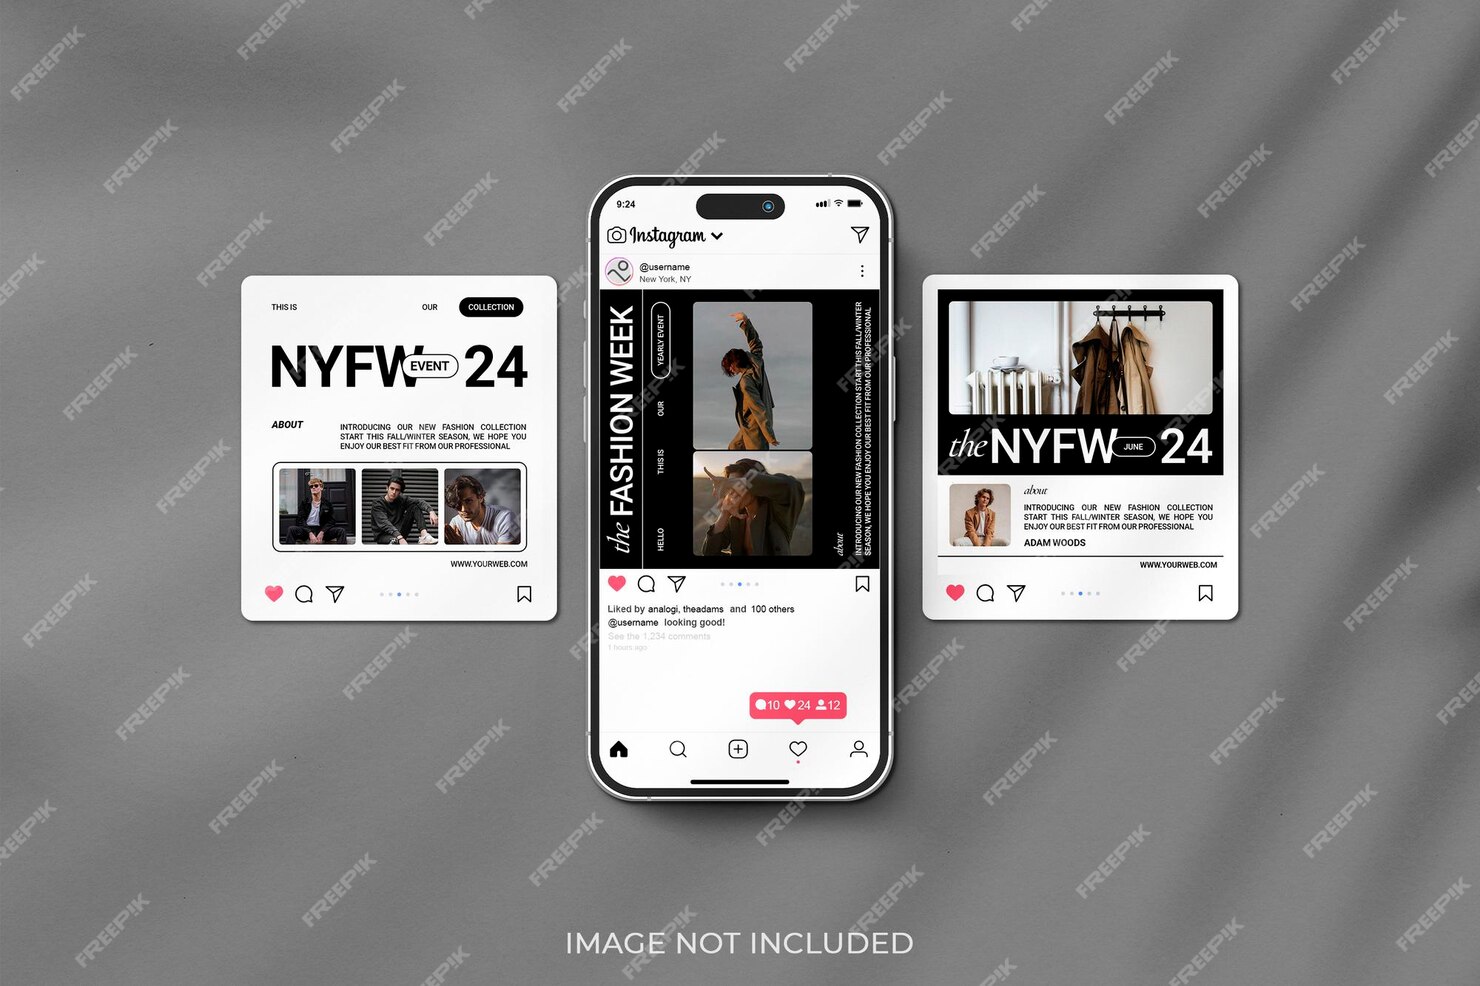 THIS IS
OUR
COLLECTION
NYFW EVENT 24
ABOUT
INTRODUCING OUR NEW FASHION COLLECTION
START THIS FALL/WINTER SEASON, WE HOPE YOU
ENJOY OUR BEST FIT FROM OUR PROFESSIONAL
WWW.YOURWEB.COM
9:24
Instagram
@username
New York, NY
the FASHION WEEK
HELLO
THIS IS
OUR
YEARLY EVENT
about
INTRODUCING OUR NEW FASHION COLLECTION START THIS FALL/WINTER
SEASON, WE HOPE YOU ENJOY OUR BEST FIT FROM OUR PROFESSIONAL
Liked by analogi, theadams and 100 others
@username looking good!
See the 1,234 comments
1 hours ago
10 24 12
the NYFW JUNE 24
about
INTRODUCING OUR NEW FASHION COLLECTION
START THIS FALL/WINTER SEASON, WE HOPE YOU
ENJOY OUR BEST FIT FROM OUR PROFESSIONAL
ADAM WOODS
WWW.YOURWEB.COM
IMAGE NOT INCLUDED
FREEPIK